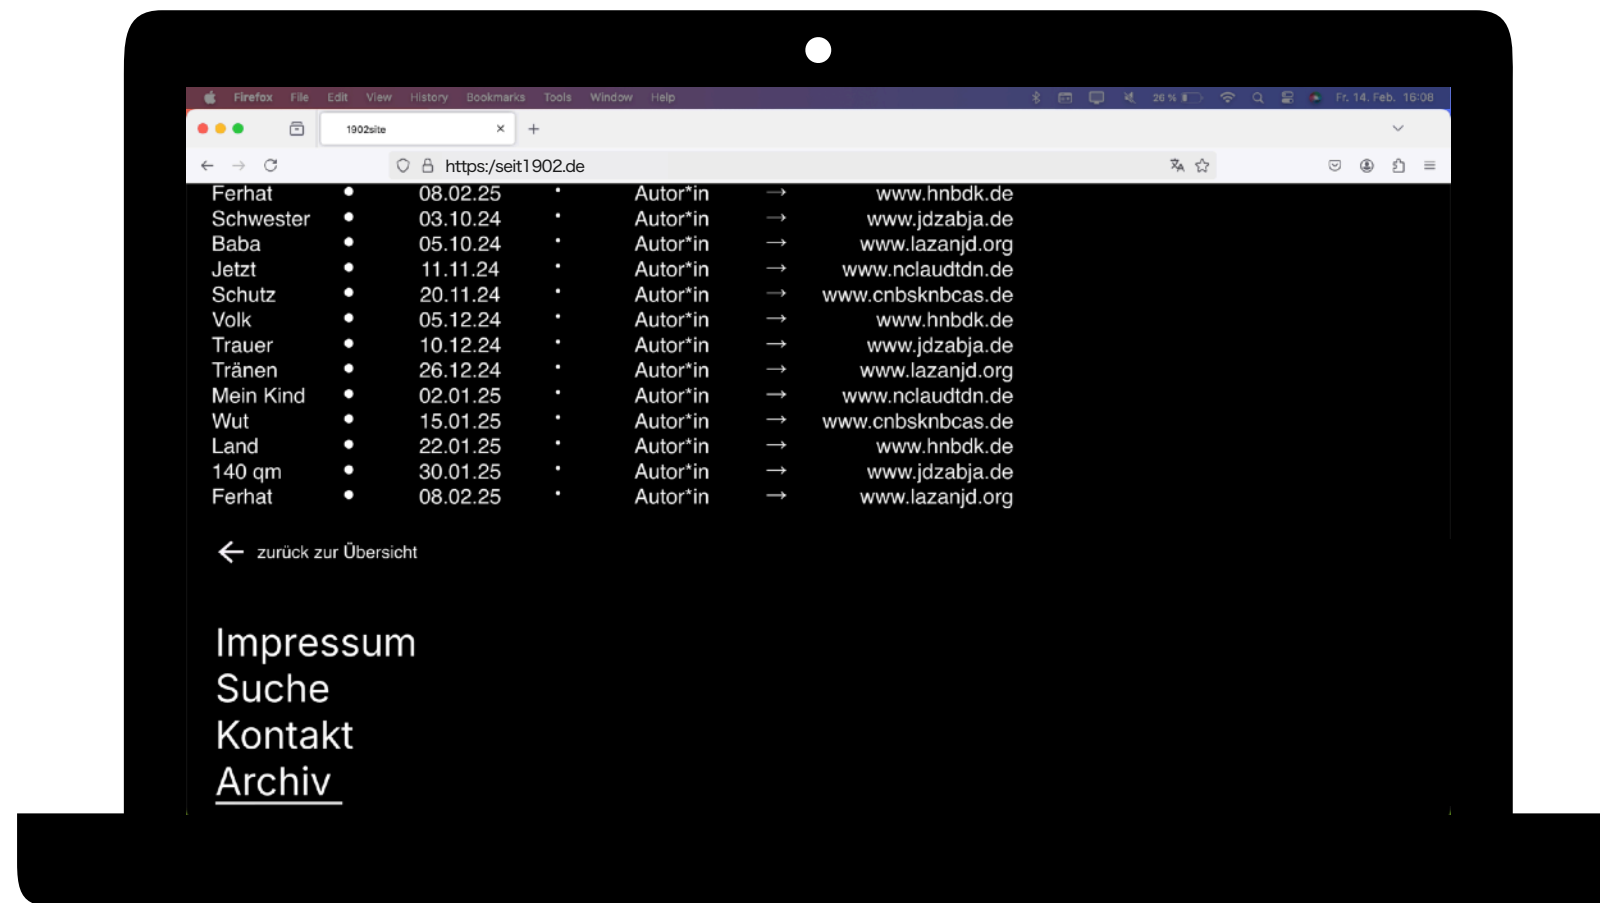 Firefox File Edit View History Bookmarks Tools Window Help 26 % Fr. 14. Feb. 16:08
1902site
https:/seit1902.de
Ferhat • 08.02.25 • Autor*in → www.hnbdk.de
Schwester • 03.10.24 • Autor*in → www.jdzabja.de
Baba • 05.10.24 • Autor*in → www.lazanjd.org
Jetzt • 11.11.24 • Autor*in → www.nclaudtdn.de
Schutz • 20.11.24 • Autor*in → www.cnbsknbcas.de
Volk • 05.12.24 • Autor*in → www.hnbdk.de
Trauer • 10.12.24 • Autor*in → www.jdzabja.de
Tränen • 26.12.24 • Autor*in → www.lazanjd.org
Mein Kind • 02.01.25 • Autor*in → www.nclaudtdn.de
Wut • 15.01.25 • Autor*in → www.cnbsknbcas.de
Land • 22.01.25 • Autor*in → www.hnbdk.de
140 qm • 30.01.25 • Autor*in → www.jdzabja.de
Ferhat • 08.02.25 • Autor*in → www.lazanjd.org
← zurück zur Übersicht
Impressum
Suche
Kontakt
Archiv